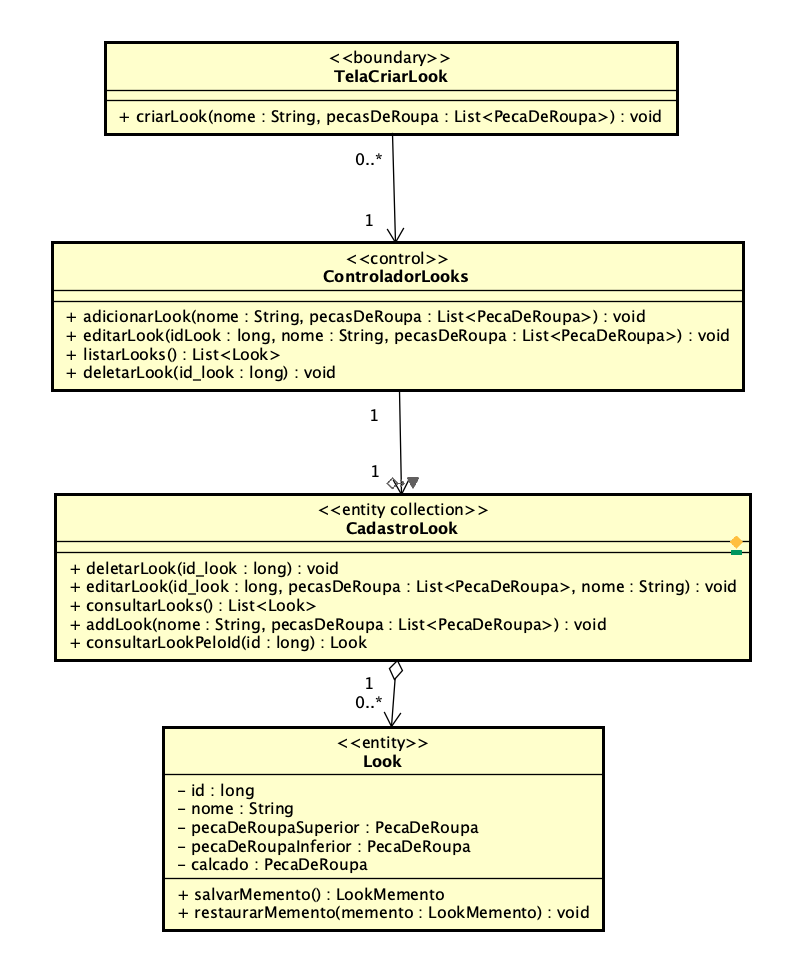 <<boundary>>
TelaCriarLook
+ criarLook(nome : String, pecasDeRoupa : List<PecaDeRoupa>) : void
0..*
1
<<control>>
ControladorLooks
+ adicionarLook(nome : String, pecasDeRoupa : List<PecaDeRoupa>) : void
+ editarLook(idLook : long, nome : String, pecasDeRoupa : List<PecaDeRoupa>) : void
+ listarLooks() : List<Look>
+ deletarLook(id_look : long) : void
1
1
<<entity collection>>
CadastroLook
+ deletarLook(id_look : long) : void
+ editarLook(id_look : long, pecasDeRoupa : List<PecaDeRoupa>, nome : String) : void
+ consultarLooks() : List<Look>
+ addLook(nome : String, pecasDeRoupa : List<PecaDeRoupa>) : void
+ consultarLookPeloId(id : long) : Look
1
0..*
<<entity>>
Look
- id : long
- nome : String
- pecaDeRoupaSuperior : PecaDeRoupa
- pecaDeRoupaInferior : PecaDeRoupa
- calcado : PecaDeRoupa
+ salvarMemento() : LookMemento
+ restaurarMemento(memento : LookMemento) : void